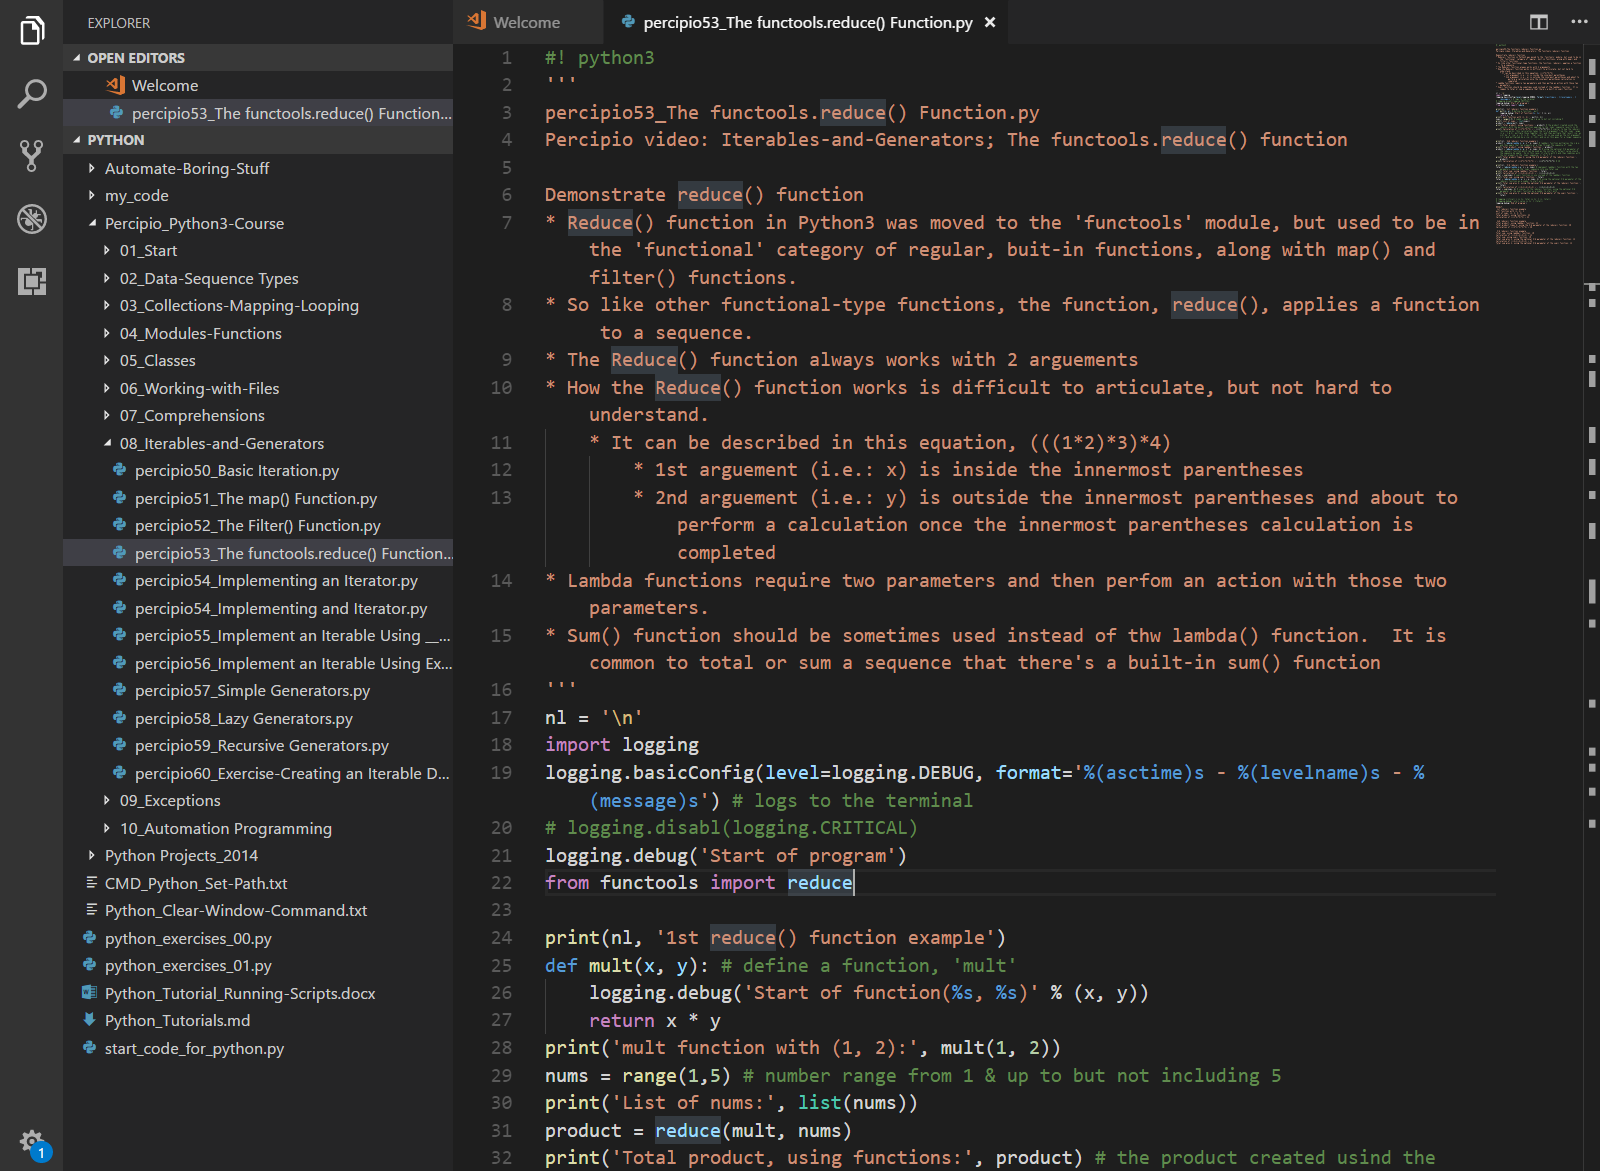 EXPLORER
OPEN EDITORS
Welcome
percipio53_The functools.reduce() Function...
PYTHON
Automate-Boring-Stuff
my_code
Percipio_Python3-Course
01_Start
02_Data-Sequence Types
03_Collections-Mapping-Looping
04_Modules-Functions
05_Classes
06_Working-with-Files
07_Comprehensions
08_Iterables-and-Generators
percipio50_Basic Iteration.py
percipio51_The map() Function.py
percipio52_The Filter() Function.py
percipio53_The functools.reduce() Function...
percipio54_Implementing an Iterator.py
percipio54_Implementing and Iterator.py
percipio55_Implement an Iterable Using __...
percipio56_Implement an Iterable Using Ex...
percipio57_Simple Generators.py
percipio58_Lazy Generators.py
percipio59_Recursive Generators.py
percipio60_Exercise-Creating an Iterable D...
09_Exceptions
10_Automation Programming
Python Projects_2014
CMD_Python_Set-Path.txt
Python_Clear-Window-Command.txt
python_exercises_00.py
python_exercises_01.py
Python_Tutorial_Running-Scripts.docx
Python_Tutorials.md
start_code_for_python.py
1
Welcome
percipio53_The functools.reduce() Function.py
1 #! python3
2 '''
3 percipio53_The functools.reduce() Function.py
4 Percipio video: Iterables-and-Generators; The functools.reduce() function
5
6 Demonstrate reduce() function
7 * Reduce() function in Python3 was moved to the 'functools' module, but used to be in
the 'functional' category of regular, buit-in functions, along with map() and
filter() functions.
8 * So like other functional-type functions, the function, reduce(), applies a function
to a sequence.
9 * The Reduce() function always works with 2 arguements
10 * How the Reduce() function works is difficult to articulate, but not hard to
understand.
11 * It can be described in this equation, (((1*2)*3)*4)
12 * 1st arguement (i.e.: x) is inside the innermost parentheses
13 * 2nd arguement (i.e.: y) is outside the innermost parentheses and about to
perform a calculation once the innermost parentheses calculation is
completed
14 * Lambda functions require two parameters and then perfom an action with those two
parameters.
15 * Sum() function should be sometimes used instead of thw lambda() function.  It is
common to total or sum a sequence that there's a built-in sum() function
16 '''
17 nl = '\n'
18 import logging
19 logging.basicConfig(level=logging.DEBUG, format='%(asctime)s - %(levelname)s - %
(message)s') # logs to the terminal
20 # logging.disabl(logging.CRITICAL)
21 logging.debug('Start of program')
22 from functools import reduce
23
24 print(nl, '1st reduce() function example')
25 def mult(x, y): # define a function, 'mult'
26 logging.debug('Start of function(%s, %s)' % (x, y))
27 return x * y
28 print('mult function with (1, 2):', mult(1, 2))
29 nums = range(1,5) # number range from 1 & up to but not including 5
30 print('List of nums:', list(nums))
31 product = reduce(mult, nums)
32 print('Total product, using functions:', product) # the product created usind the